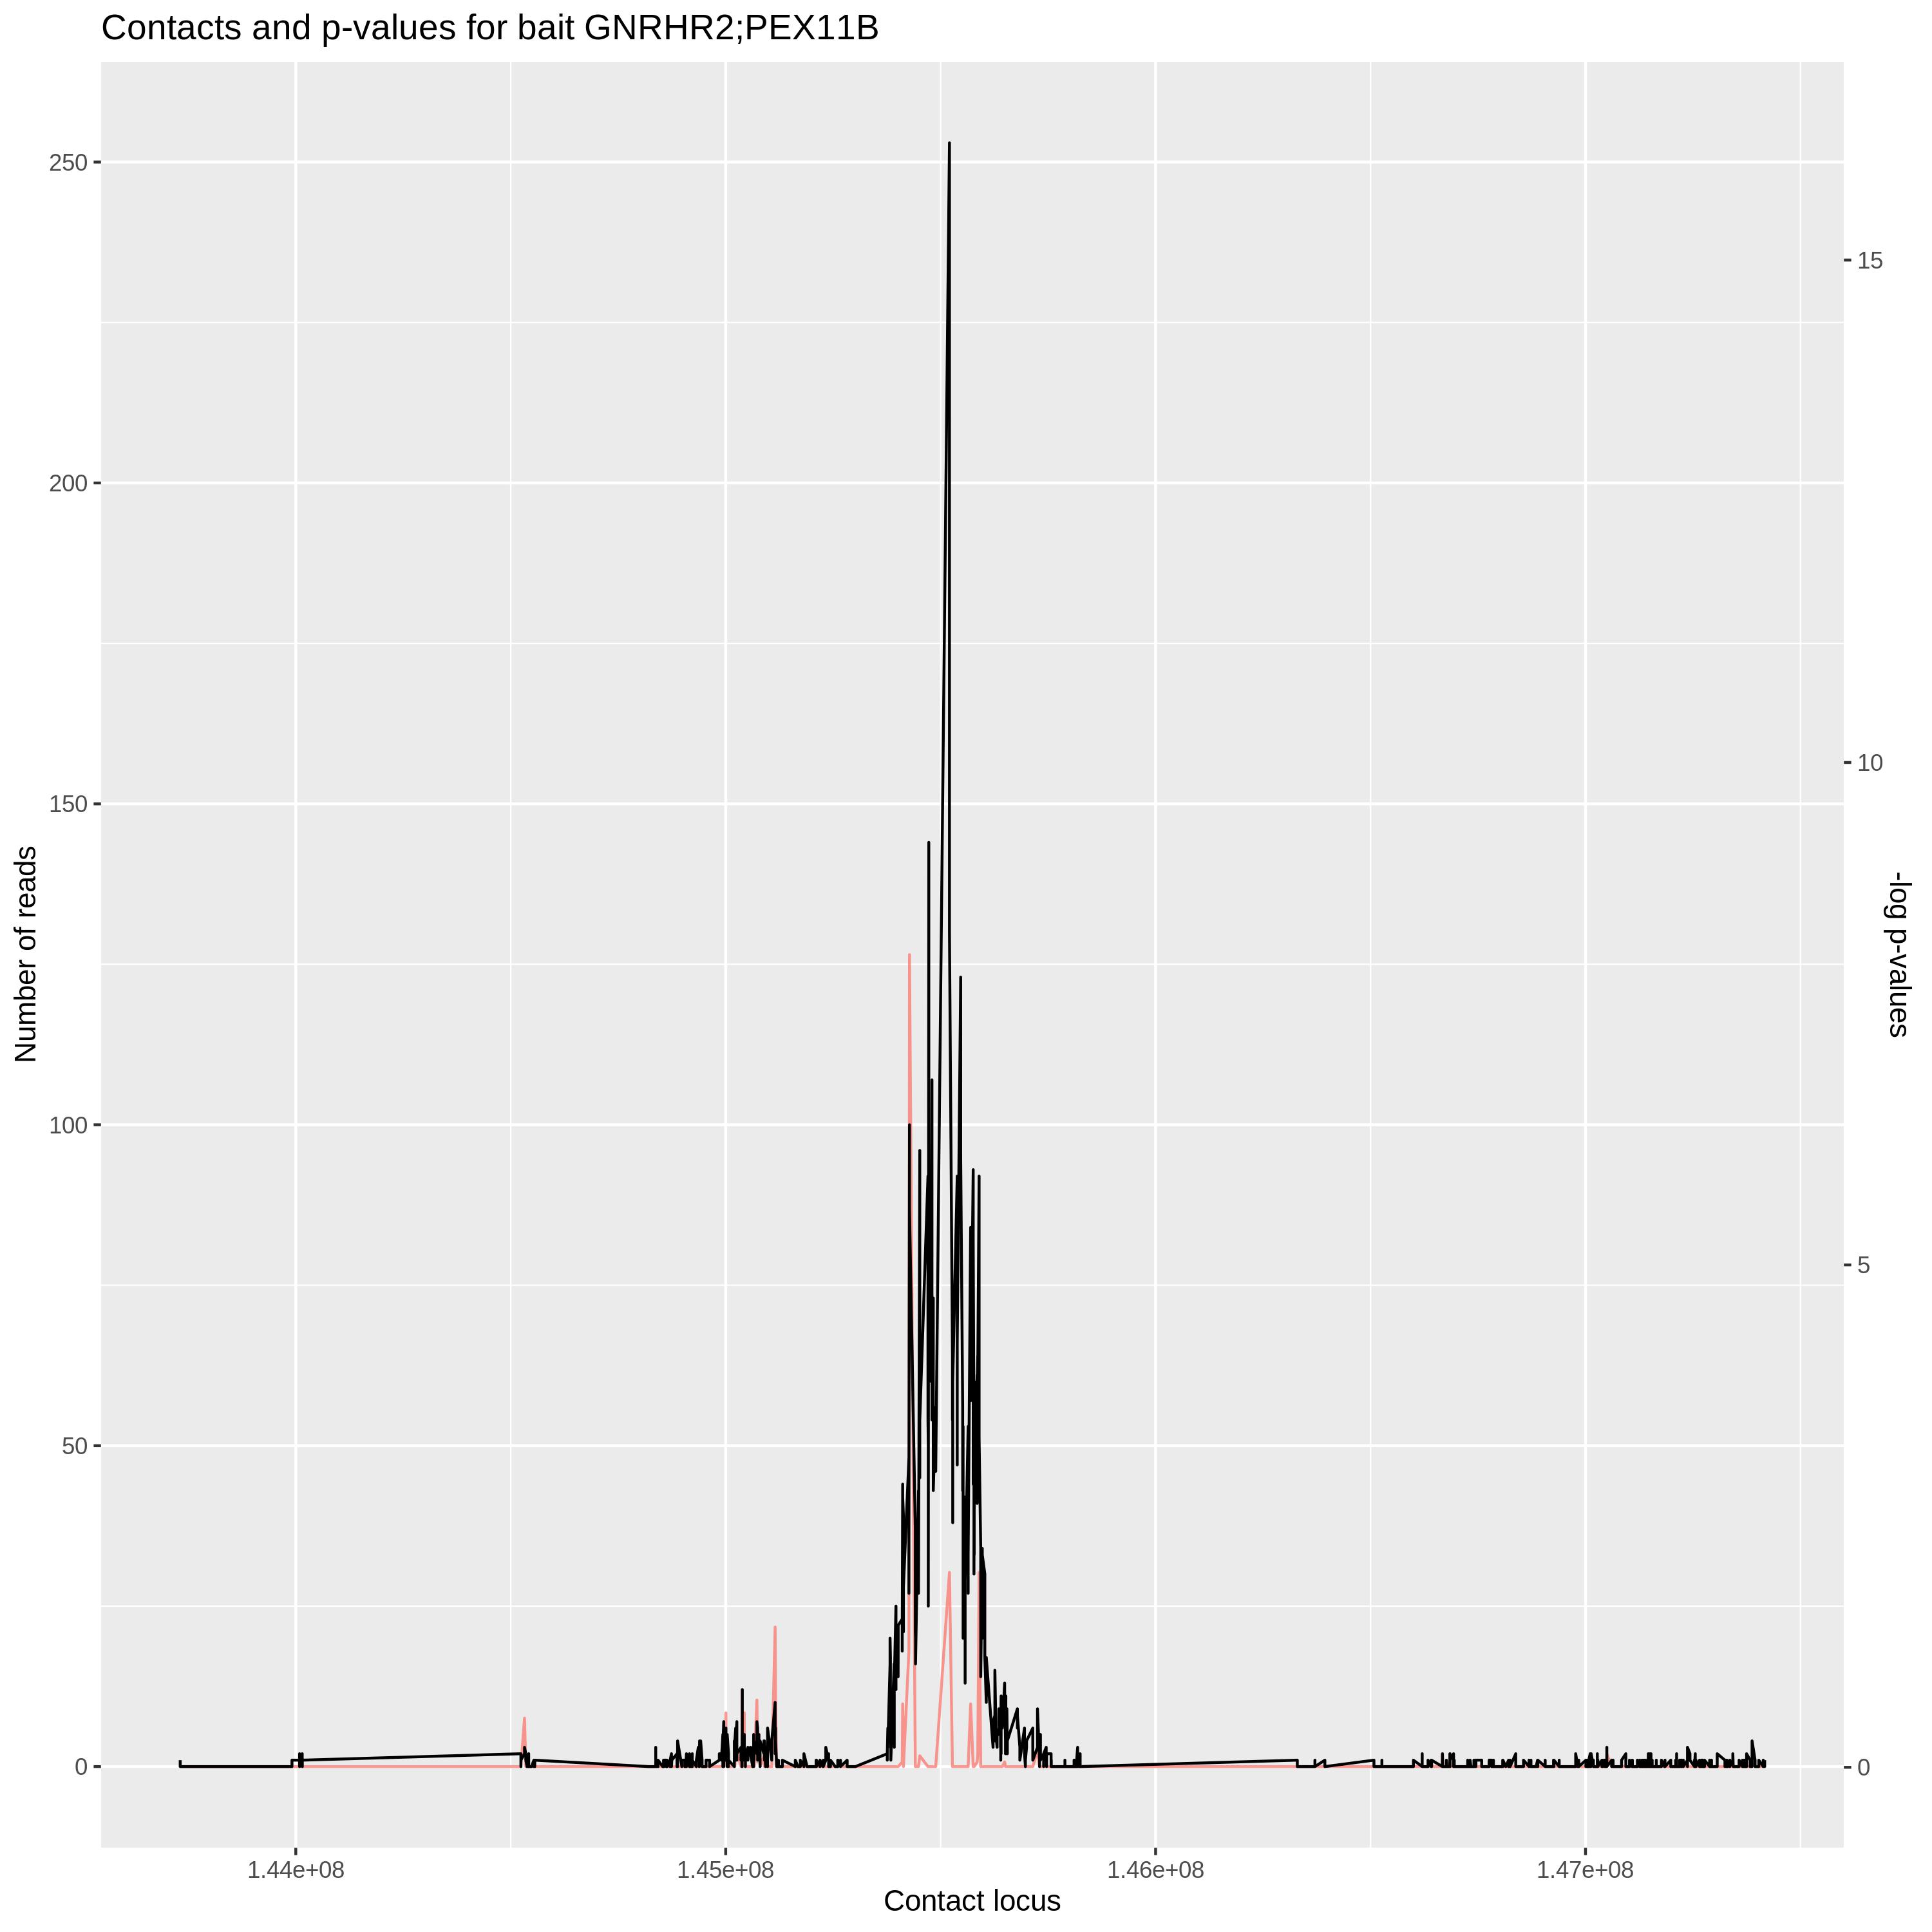 Contacts and p-values for bait GNRHR2;PEX11B
250
200
150
100
50
0
Number of reads
15
10
5
0
-log p-values
1.44e+08
1.45e+08
1.46e+08
1.47e+08
Contact locus